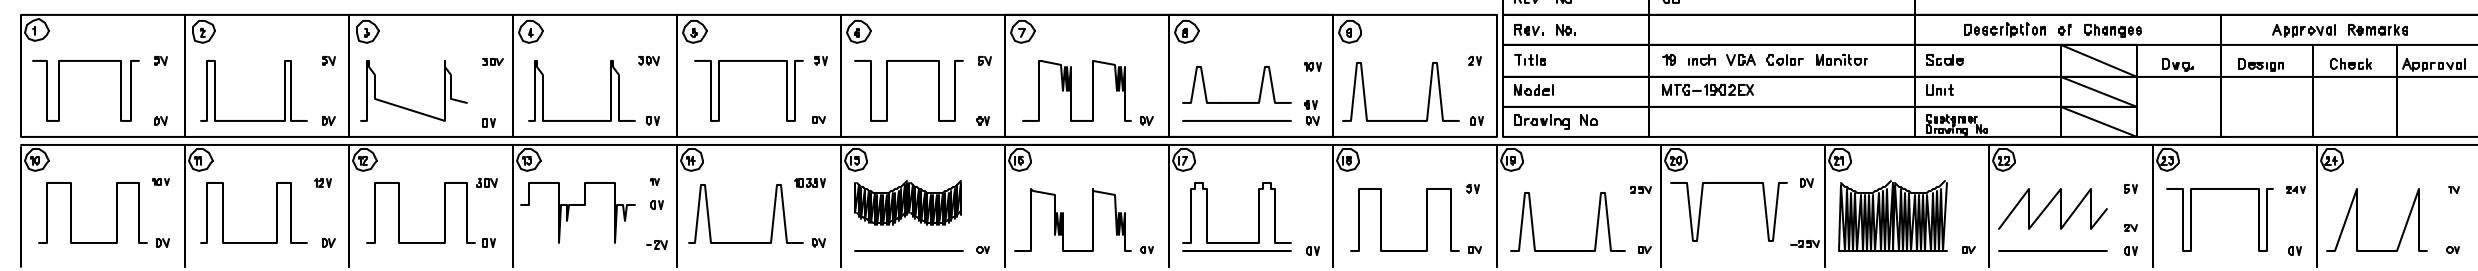 1 2 3 4 5 6 7 8 9
5V 5V 30V 30V 5V 5V 10V 2V
0V 0V 0V 0V 0V 0V 0V 0V 0V
Rev. No.
Description of Changes
Approval Remarks
Title
19 inch VGA Color Monitor
Scale
Dwg.
Design
Check
Approval
Model
MTG-1902EX
Unit
Drawing No
Customer
Drawing No
10 11 12 13 14 15 16 17 18 19 20 21 22 23 24
10V 12V 30V 1V 5V 25V 0V 5V 24V 1V
0V -2V -25V 2V
0V 0V 0V 0V 0V 0V 0V 0V 0V 0V 0V 0V 0V